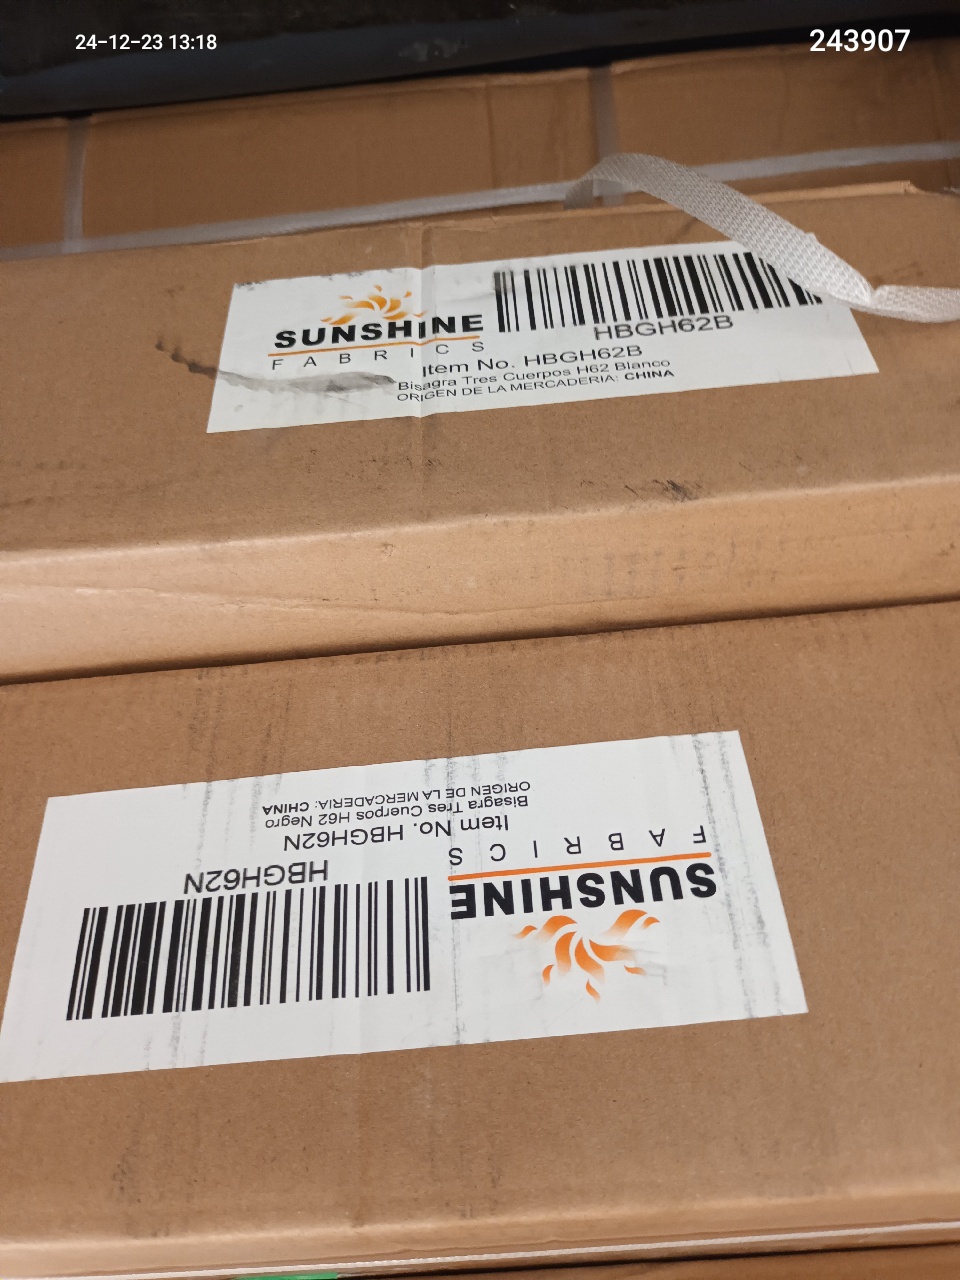 24-12-23 13:18
243907
SUNSHINE
FABRICS
HBGH62B
Item No. HBGH62B
Bisagra Tres Cuerpos H62 Blanco
ORIGEN DE LA MERCADERIA: CHINA
SUNSHINE
FABRICS
HBGH62N
Item No. HBGH62N
Bisagra Tres Cuerpos H62 Negro
ORIGEN DE LA MERCADERIA: CHINA